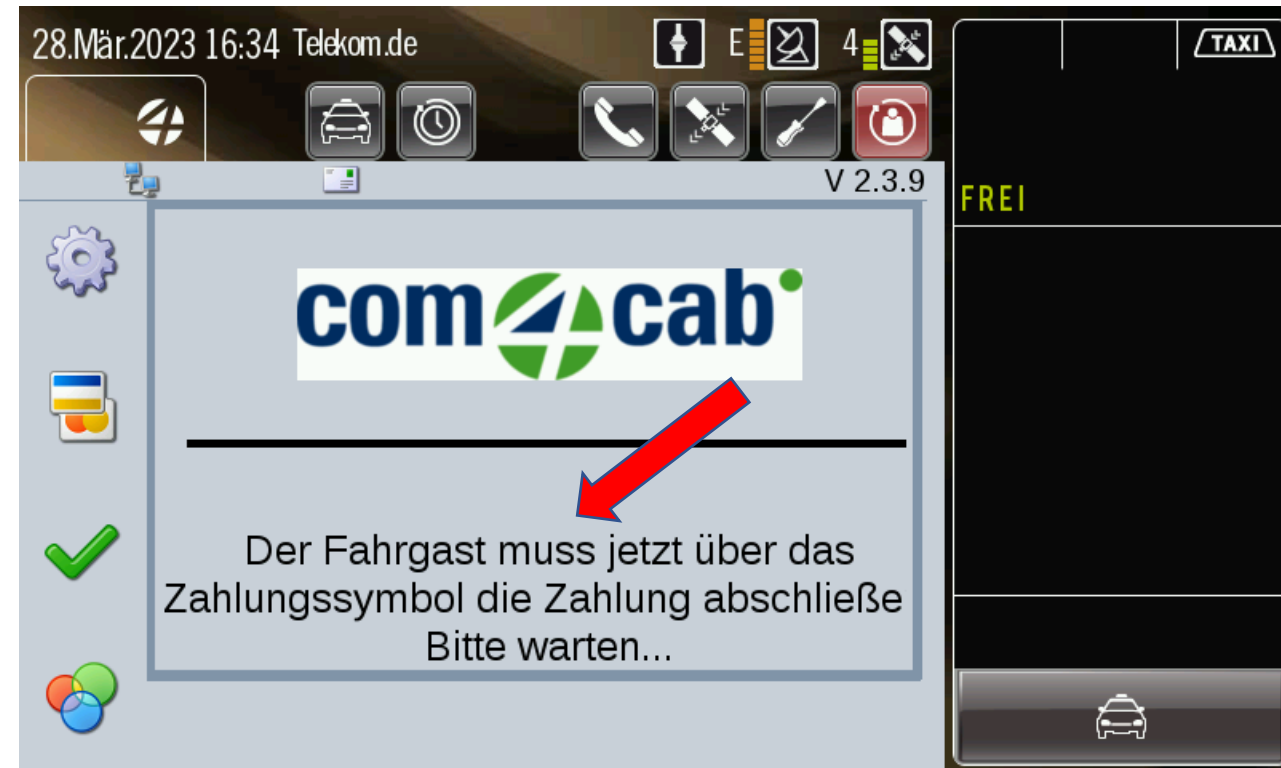 28.Mär.2023 16:34 Telekom.de
E
4
TAXI
V 2.3.9
FREI
com4cab
Der Fahrgast muss jetzt über das
Zahlungssymbol die Zahlung abschließe
Bitte warten...